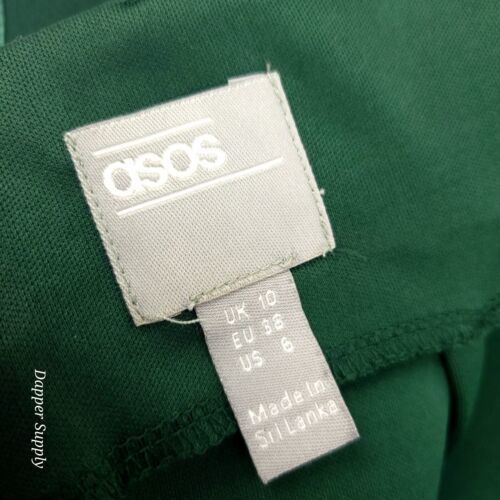 asos
UK 10
EU 38
US 6
Made in
Sri Lanka
Dapper Supply